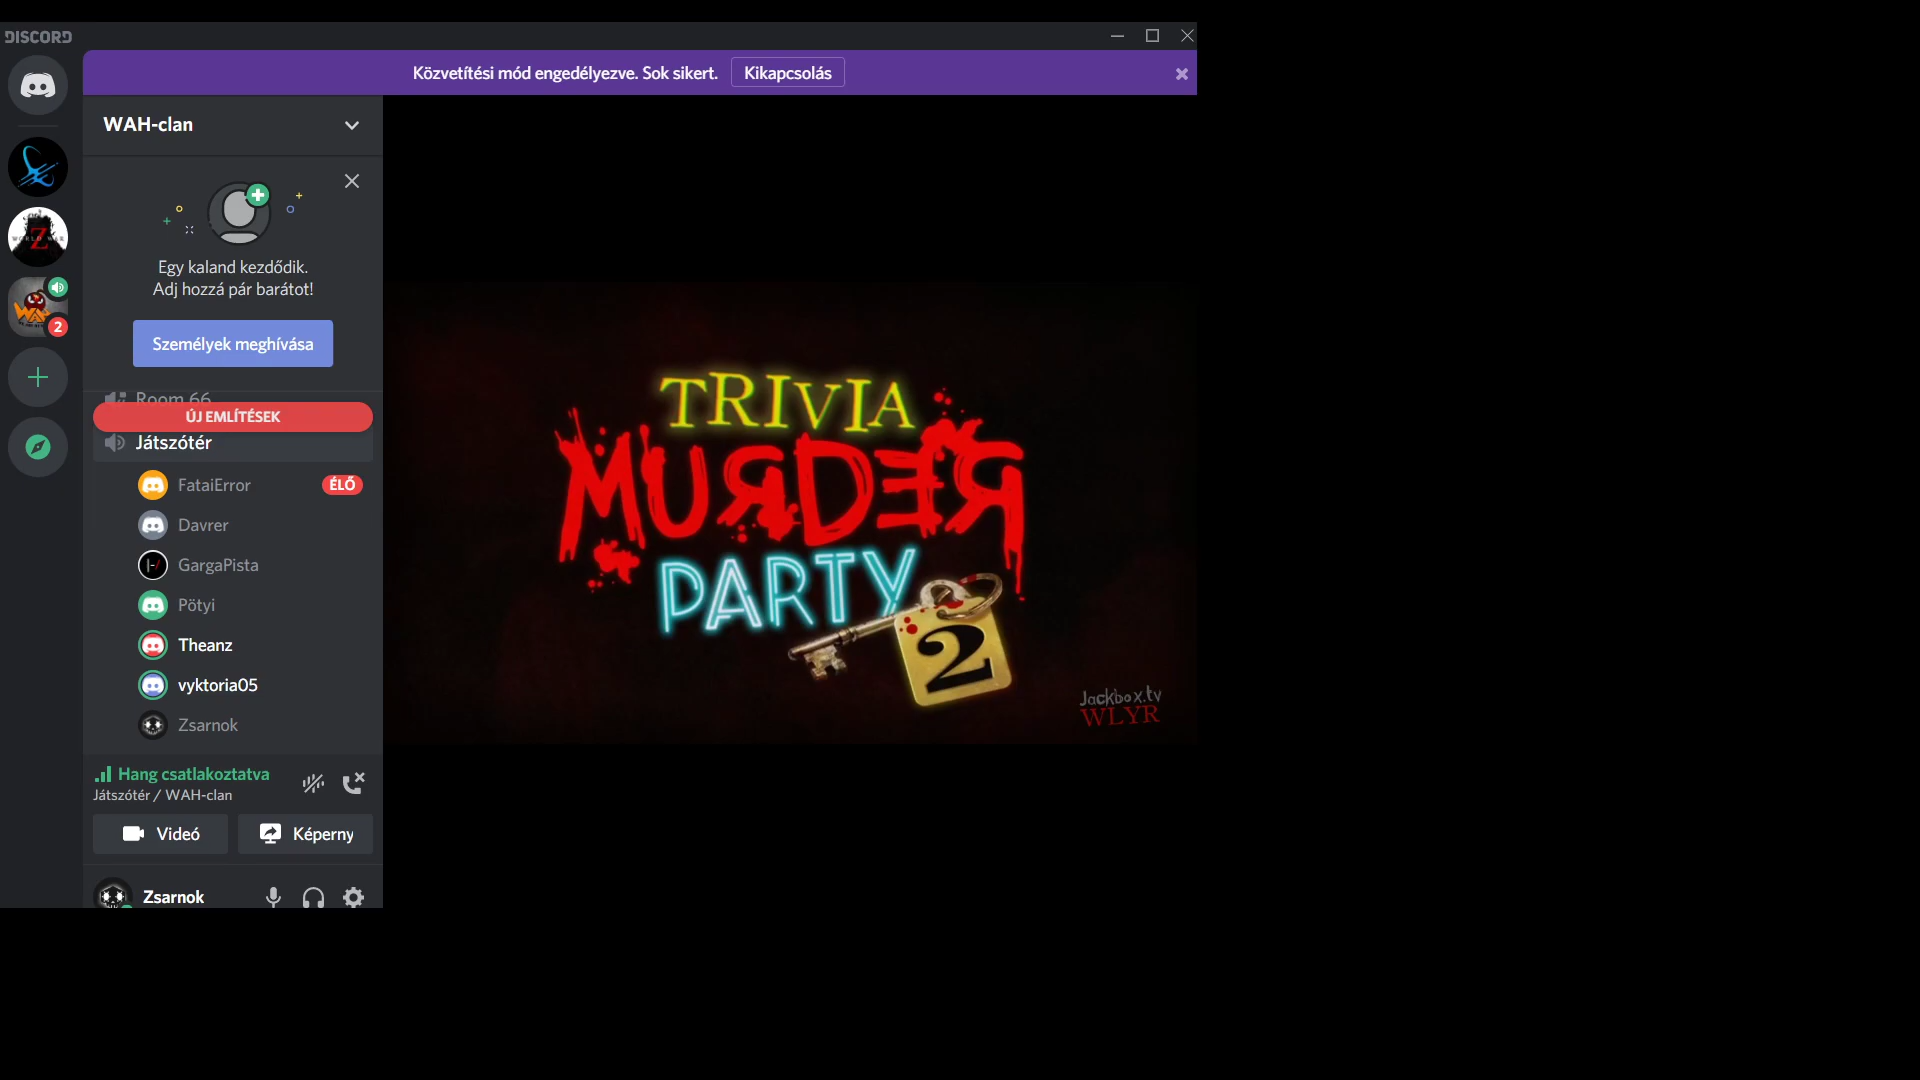 DISCORD
Közvetítési mód engedélyezve. Sok sikert.
Kikapcsolás
WAH-clan
Egy kaland kezdődik.
Adj hozzá pár barátot!
2
Személyek meghívása
Room 66
ÚJ EMLÍTÉSEK
Játszótér
FataiError
ÉLŐ
Davrer
GargaPista
Pötyi
Theanz
vyktoria05
Zsarnok
Hang csatlakoztatva
Játszótér / WAH-clan
Videó
Képerny
Zsarnok
TRIVIA
MURDER
PARTY
2
Jackbox.tv
WLYR